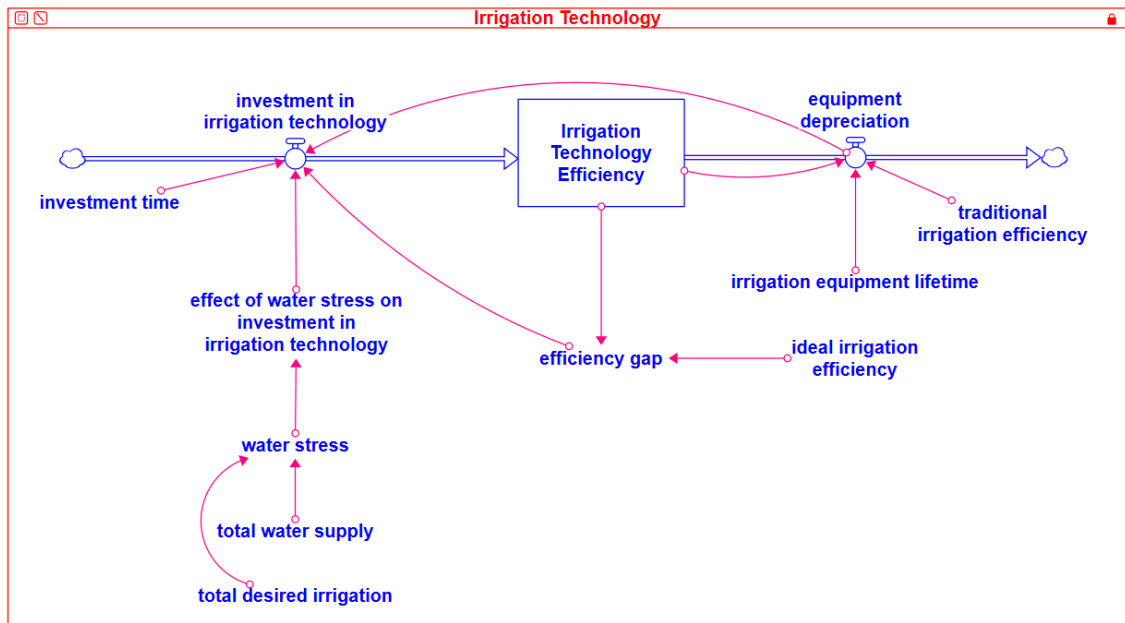 Irrigation Technology
investment in
irrigation technology
Irrigation
Technology
Efficiency
equipment
depreciation
investment time
traditional
irrigation efficiency
irrigation equipment lifetime
effect of water stress on
investment in
irrigation technology
efficiency gap
ideal irrigation
efficiency
water stress
total water supply
total desired irrigation